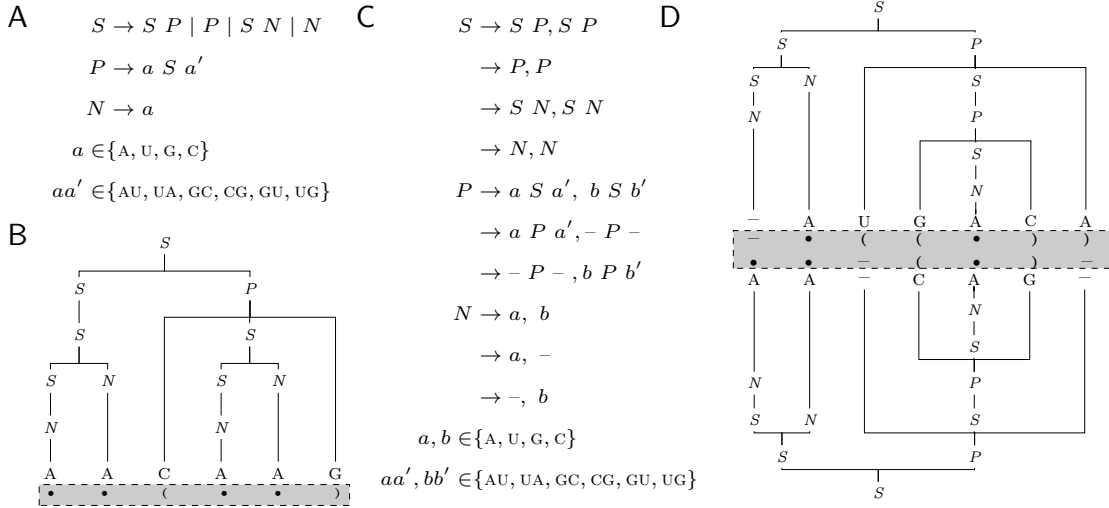 A
S → S P | P | S N | N
P → a S a′
N → a
a ∈{A, U, G, C}
aa′ ∈{AU, UA, GC, CG, GU, UG}
B
S
S P
S S
S N S N
N N
A A C A A G
• • ( • • )
C
S → S P, S P
→ P, P
→ S N, S N
→ N, N
P → a S a′, b S b′
→ a P a′, – P –
→ – P –, b P b′
N → a, b
→ a, –
→ –, b
a, b ∈{A, U, G, C}
aa′, bb′ ∈{AU, UA, GC, CG, GU, UG}
D
S
S P
S N S
N P
S
N
– A U G A C A
– • ( ( • ) )
• • – ( • ) –
A A – C A G –
N
S
N P
S N S
S P
S